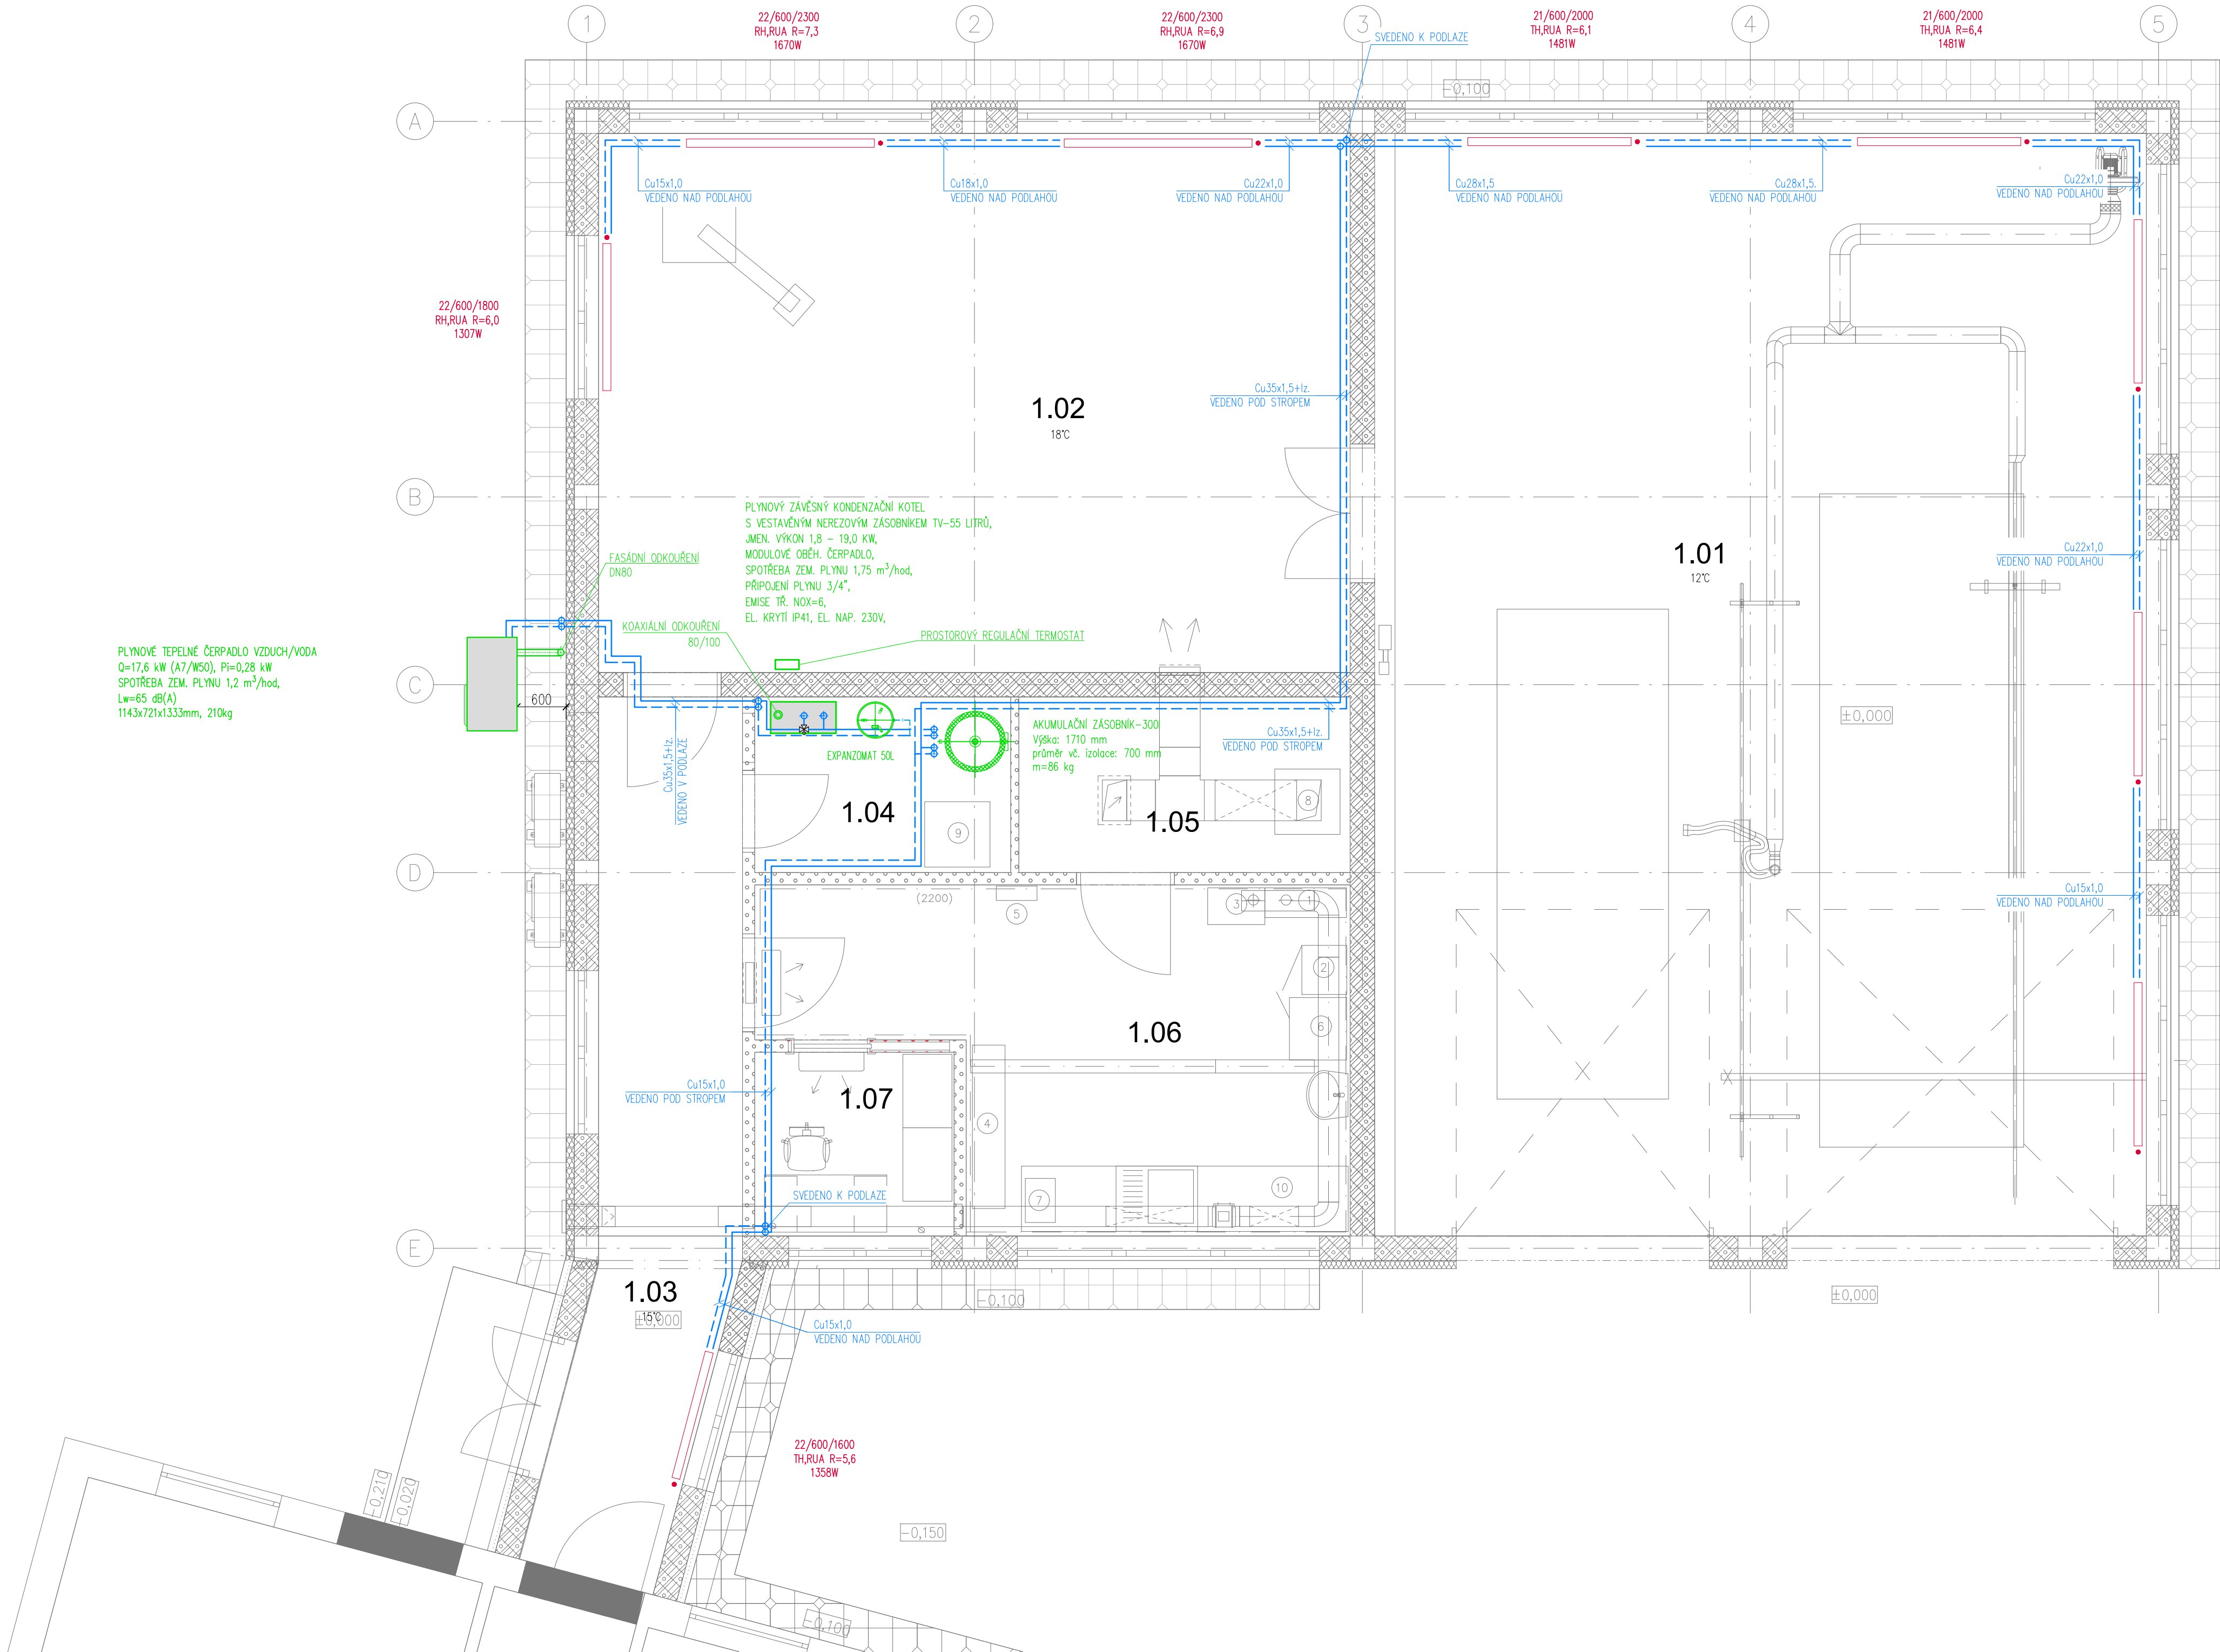 1
2
3
4
5
22/600/2300
RH,RUA R=7,3
1670W
22/600/2300
RH,RUA R=6,9
1670W
21/600/2000
TH,RUA R=6,1
1481W
21/600/2000
TH,RUA R=6,4
1481W
SVEDENO K PODLAZE
-0,100
A
Cu15x1,0
VEDENO NAD PODLAHOU
Cu18x1,0
VEDENO NAD PODLAHOU
Cu22x1,0
VEDENO NAD PODLAHOU
Cu28x1,5
VEDENO NAD PODLAHOU
Cu28x1,5.
VEDENO NAD PODLAHOU
Cu22x1,0
VEDENO NAD PODLAHOU
22/600/1800
RH,RUA R=6,0
1307W
1.02
18°C
Cu35x1,5+Iz.
VEDENO POD STROPEM
B
PLYNOVÝ ZÁVĚSNÝ KONDENZAČNÍ KOTEL
S VESTAVĚNÝM NEREZOVÝM ZÁSOBNÍKEM TV-55 LITRŮ,
JMEN. VÝKON 1,8 - 19,0 KW,
MODULOVÉ OBĚH. ČERPADLO,
SPOTŘEBA ZEM. PLYNU 1,75 m³/hod,
PŘIPOJENÍ PLYNU 3/4",
EMISE TŘ. NOX=6,
EL. KRYTÍ IP41, EL. NAP. 230V,
FASÁDNÍ ODKOUŘENÍ
DN80
1.01
12°C
Cu22x1,0
VEDENO NAD PODLAHOU
KOAXIÁLNÍ ODKOUŘENÍ
80/100
PROSTOROVÝ REGULAČNÍ TERMOSTAT
PLYNOVÉ TEPELNÉ ČERPADLO VZDUCH/VODA
Q=17,6 kW (A7/W50), Pi=0,28 kW
SPOTŘEBA ZEM. PLYNU 1,2 m³/hod,
Lw=65 dB(A)
1143x721x1333mm, 210kg
C
600
±0,000
Cu35x1,5+Iz.
VEDENO V PODLAZE
EXPANZOMAT 50L
AKUMULAČNÍ ZÁSOBNÍK-300
Výška: 1710 mm
průměr vč. izolace: 700 mm
m=86 kg
Cu35x1,5+Iz.
VEDENO POD STROPEM
1.04
1.05
8
9
D
(2200)
5
3
1
Cu15x1,0
VEDENO NAD PODLAHOU
2
6
1.06
Cu15x1,0
VEDENO POD STROPEM
1.07
4
SVEDENO K PODLAZE
7
10
E
1.03
15°C
±0,000
-0,100
±0,000
Cu15x1,0
VEDENO NAD PODLAHOU
22/600/1600
TH,RUA R=5,6
1358W
-0,210
-0,020
-0,150
-0,100